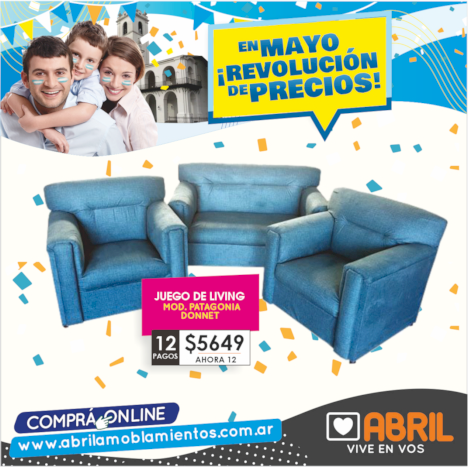 EN MAYO
¡REVOLUCIÓN
DE PRECIOS!
JUEGO DE LIVING
MOD. PATAGONIA
DONNET
12
PAGOS
$5649
AHORA 12
COMPRÁ ONLINE
www.abrilamoblamientos.com.ar
ABRIL
VIVE EN VOS